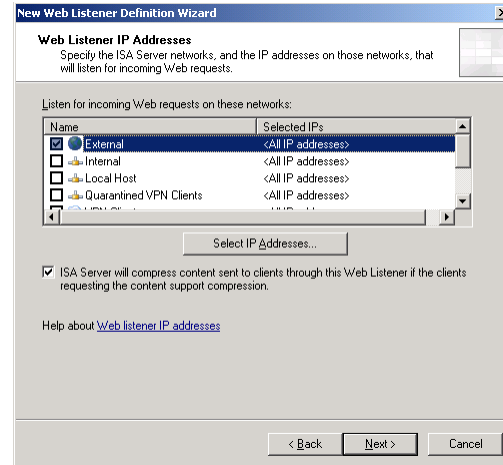 New Web Listener Definition Wizard
Web Listener IP Addresses
Specify the ISA Server networks, and the IP addresses on those networks, that
will listen for incoming Web requests.
Listen for incoming Web requests on these networks:
Name Selected IPs
External <All IP addresses>
Internal <All IP addresses>
Local Host <All IP addresses>
Quarantined VPN Clients <All IP addresses>
Select IP Addresses...
ISA Server will compress content sent to clients through this Web Listener if the clients
requesting the content support compression.
Help about Web listener IP addresses
< Back Next > Cancel